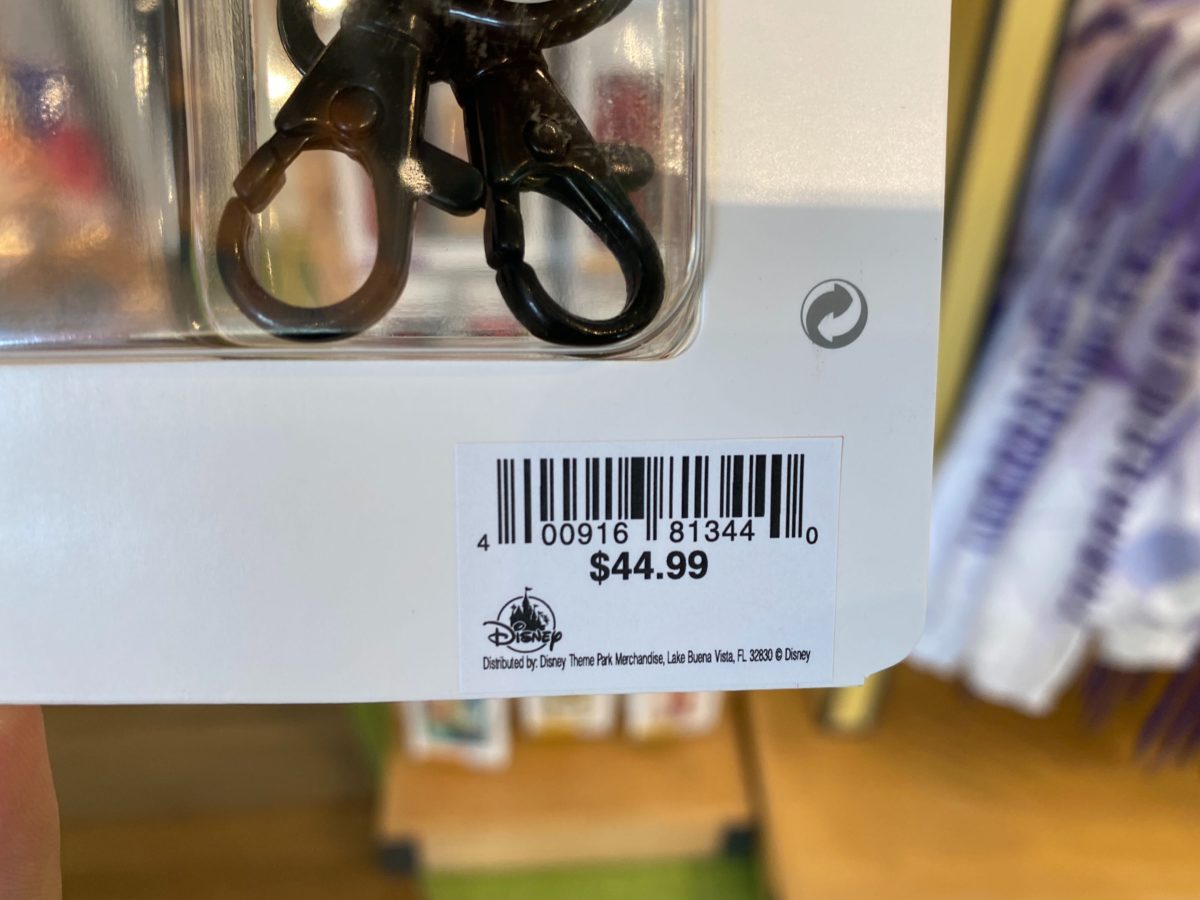 4 00916 81344 0
$44.99
Disney
Distributed by: Disney Theme Park Merchandise, Lake Buena Vista, FL 32830 © Disney